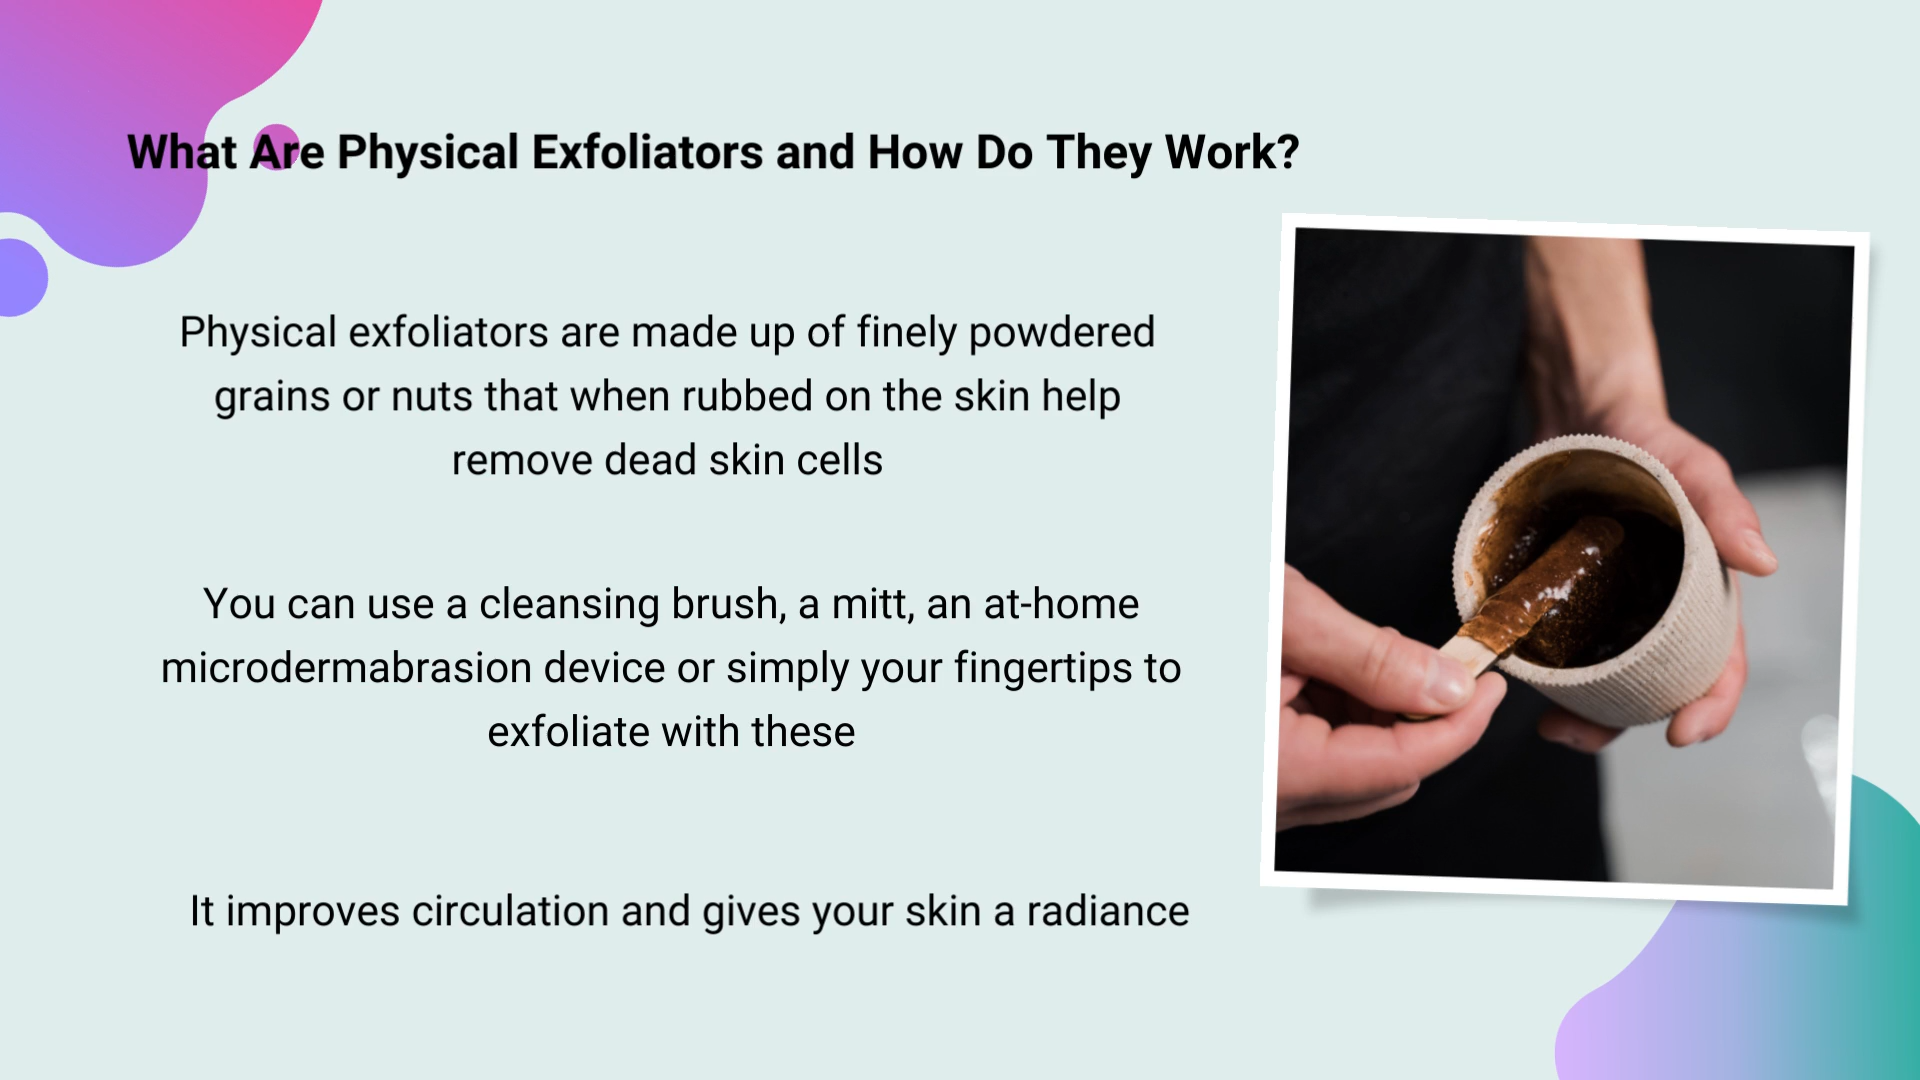 What Are Physical Exfoliators and How Do They Work?
Physical exfoliators are made up of finely powdered
grains or nuts that when rubbed on the skin help
remove dead skin cells
You can use a cleansing brush, a mitt, an at-home
microdermabrasion device or simply your fingertips to
exfoliate with these
It improves circulation and gives your skin a radiance